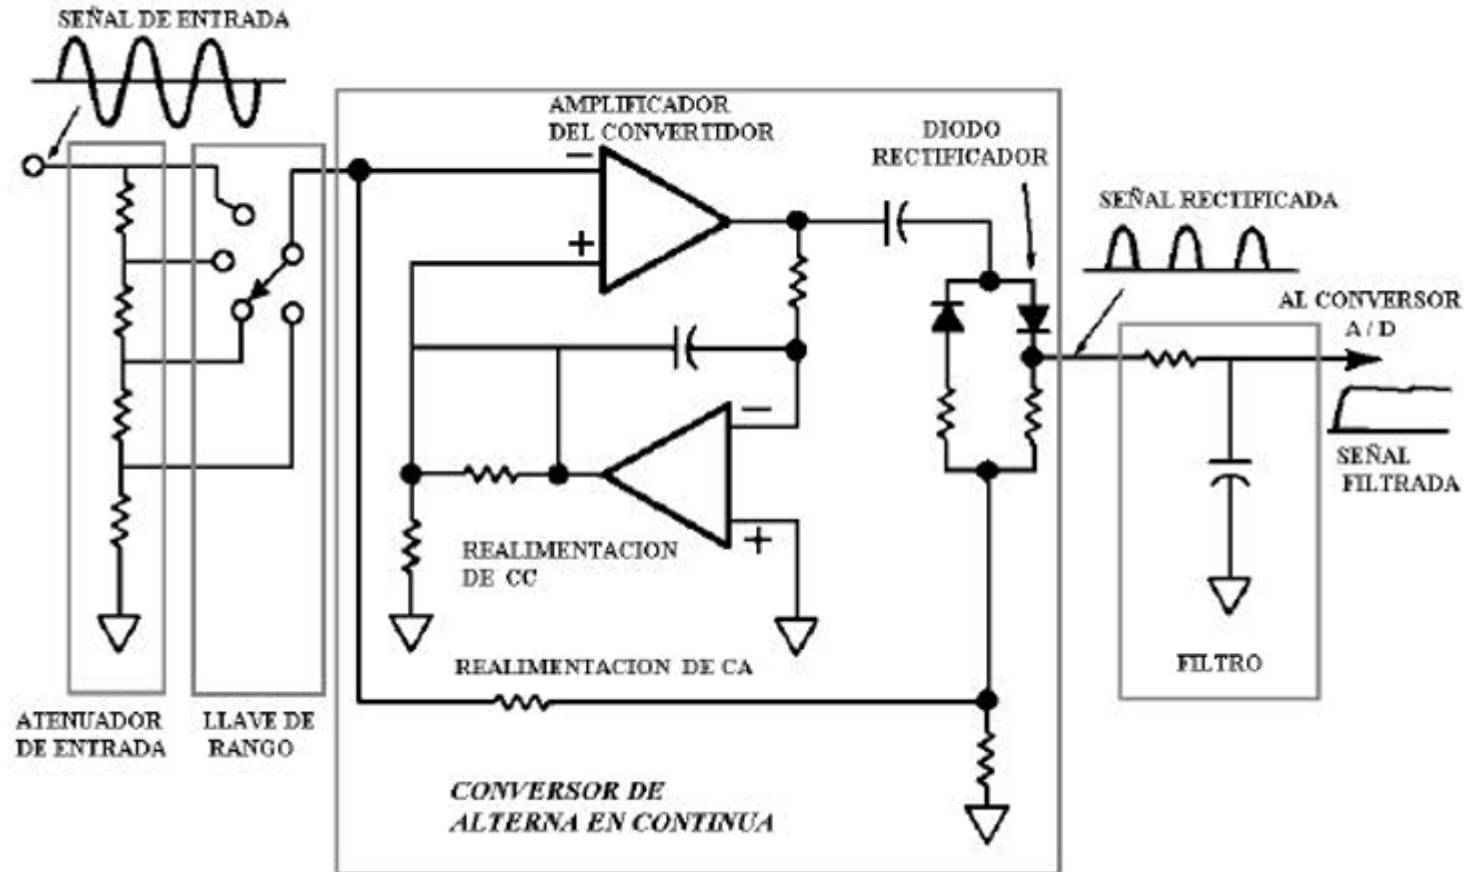 SEÑAL DE ENTRADA
AMPLIFICADOR
DEL CONVERTIDOR
−
+
DIODO
RECTIFICADOR
SEÑAL RECTIFICADA
AL CONVERSOR
A / D
−
+
SEÑAL
FILTRADA
REALIMENTACION
DE CC
REALIMENTACION DE CA
FILTRO
ATENUADOR
DE ENTRADA
LLAVE DE
RANGO
CONVERSOR DE
ALTERNA EN CONTINUA